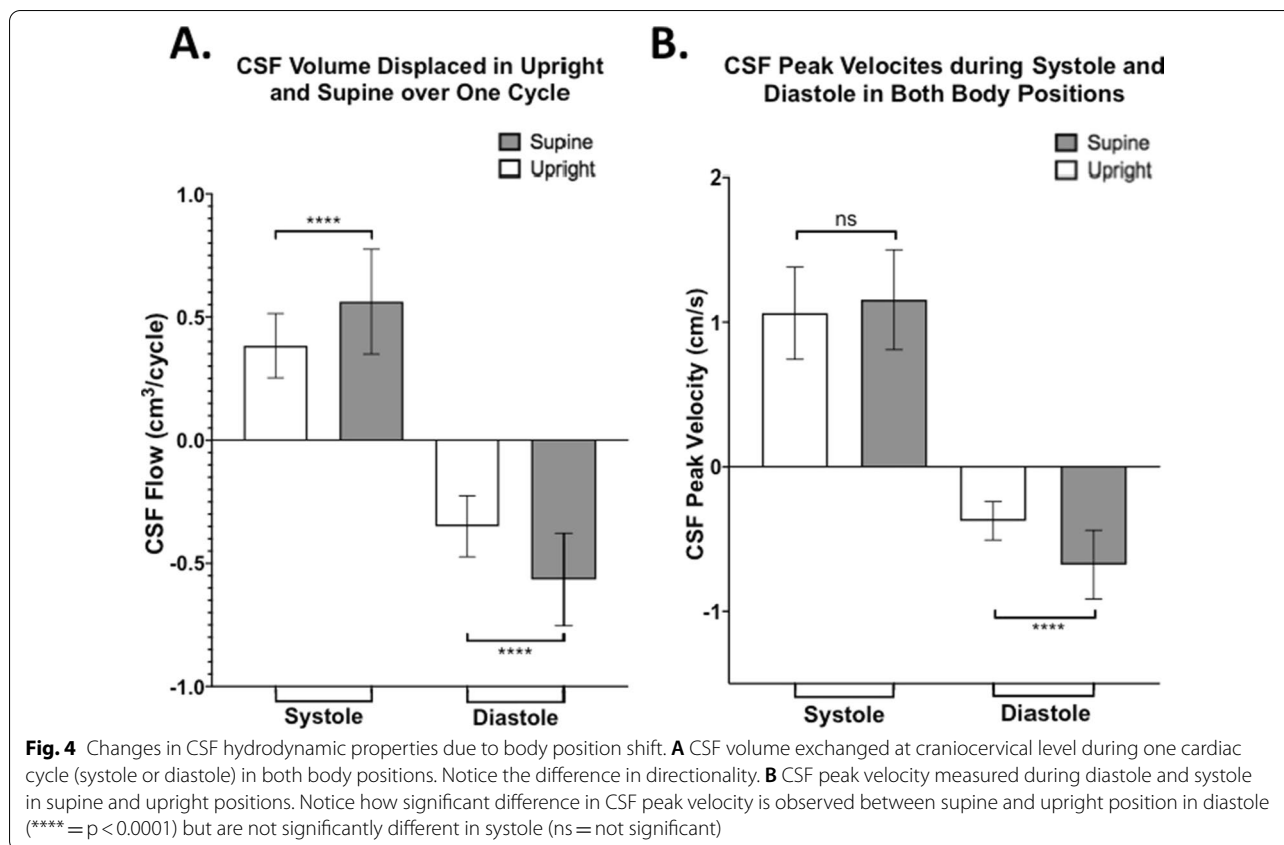 A.
CSF Volume Displaced in Upright
and Supine over One Cycle
Supine
Upright
1.0
0.5
0.0
-0.5
-1.0
CSF Flow (cm³/cycle)
****
****
Systole
Diastole
B.
CSF Peak Velocites during Systole and
Diastole in Both Body Positions
Supine
Upright
2
1
0
-1
CSF Peak Velocity (cm/s)
ns
****
Systole
Diastole
Fig. 4 Changes in CSF hydrodynamic properties due to body position shift. A CSF volume exchanged at craniocervical level during one cardiac
cycle (systole or diastole) in both body positions. Notice the difference in directionality. B CSF peak velocity measured during diastole and systole
in supine and upright positions. Notice how significant difference in CSF peak velocity is observed between supine and upright position in diastole
(**** = p < 0.0001) but are not significantly different in systole (ns = not significant)